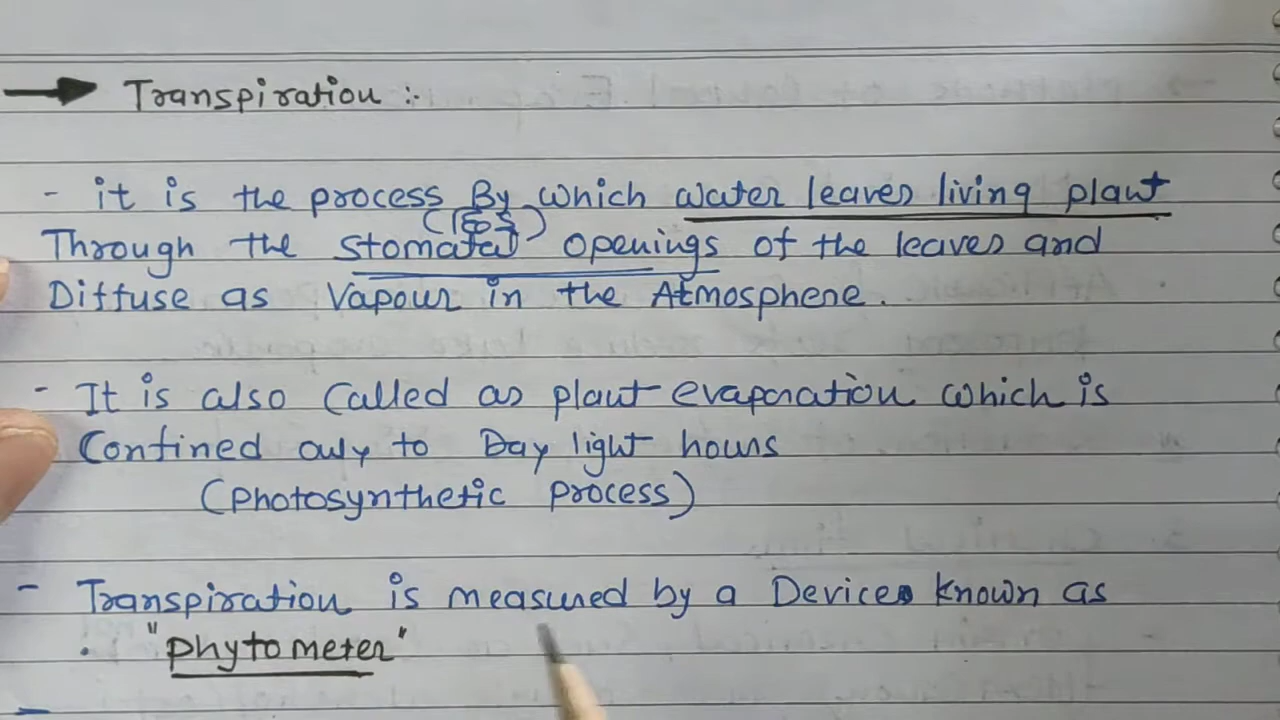 Transpiration :-
- it is the process By which water leaves living plant
Through the stomatal openings of the leaves and
Diffuse as Vapour in the Atmosphere.
- It is also Called as plant evaporation which is
Confined only to Day light hours
(Photosynthetic process)
- Transpiration is measured by a Device known as
"phytometer"